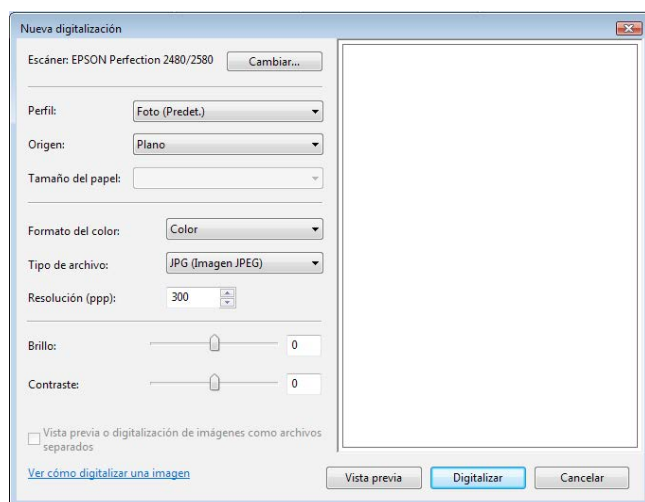 Nueva digitalización
Escáner: EPSON Perfection 2480/2580
Cambiar...
Perfil:
Foto (Predet.)
Origen:
Plano
Tamaño del papel:
Formato del color:
Color
Tipo de archivo:
JPG (Imagen JPEG)
Resolución (ppp):
300
Brillo:
0
Contraste:
0
Vista previa o digitalización de imágenes como archivos
separados
Ver cómo digitalizar una imagen
Vista previa
Digitalizar
Cancelar